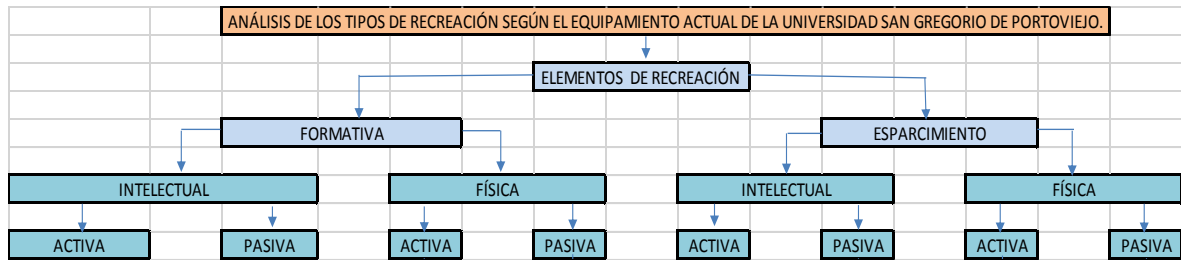 ANÁLISIS DE LOS TIPOS DE RECREACIÓN SEGÚN EL EQUIPAMIENTO ACTUAL DE LA UNIVERSIDAD SAN GREGORIO DE PORTOVIEJO.
ELEMENTOS DE RECREACIÓN
FORMATIVA ESPARCIMIENTO
INTELECTUAL FÍSICA INTELECTUAL FÍSICA
ACTIVA PASIVA ACTIVA PASIVA ACTIVA PASIVA ACTIVA PASIVA